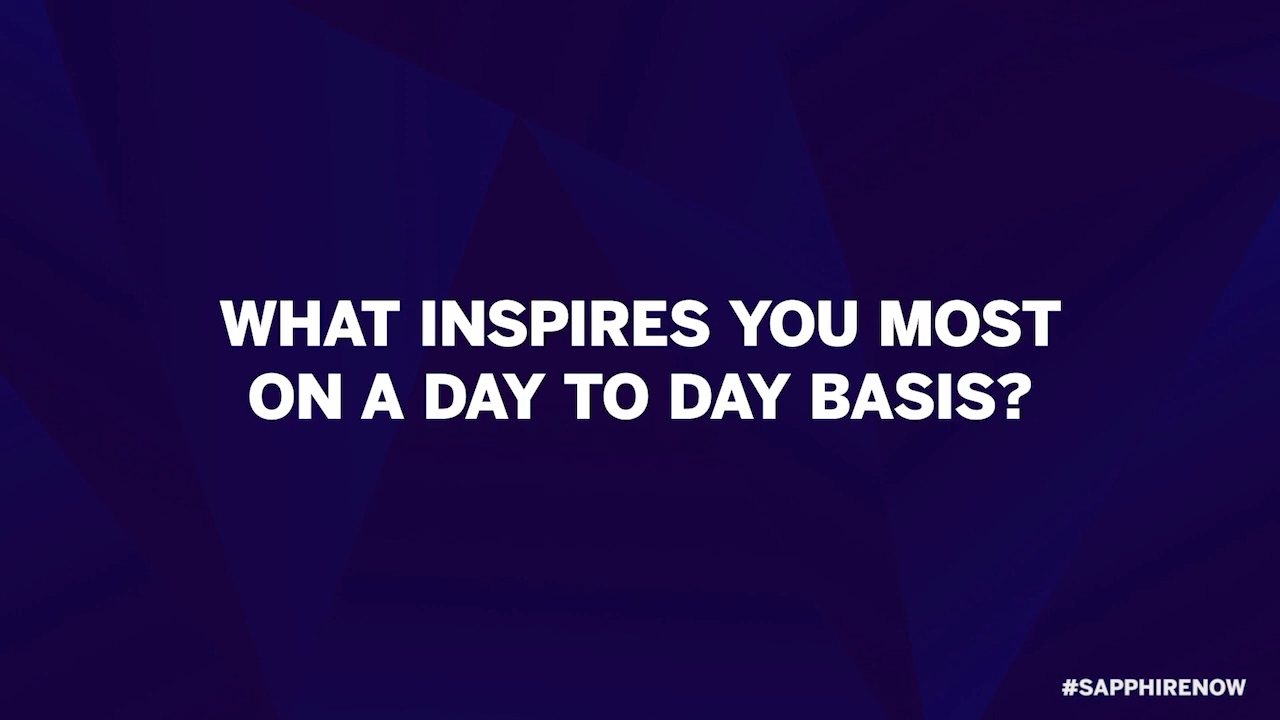 WHAT INSPIRES YOU MOST
ON A DAY TO DAY BASIS?
#SAPPHIRENOW